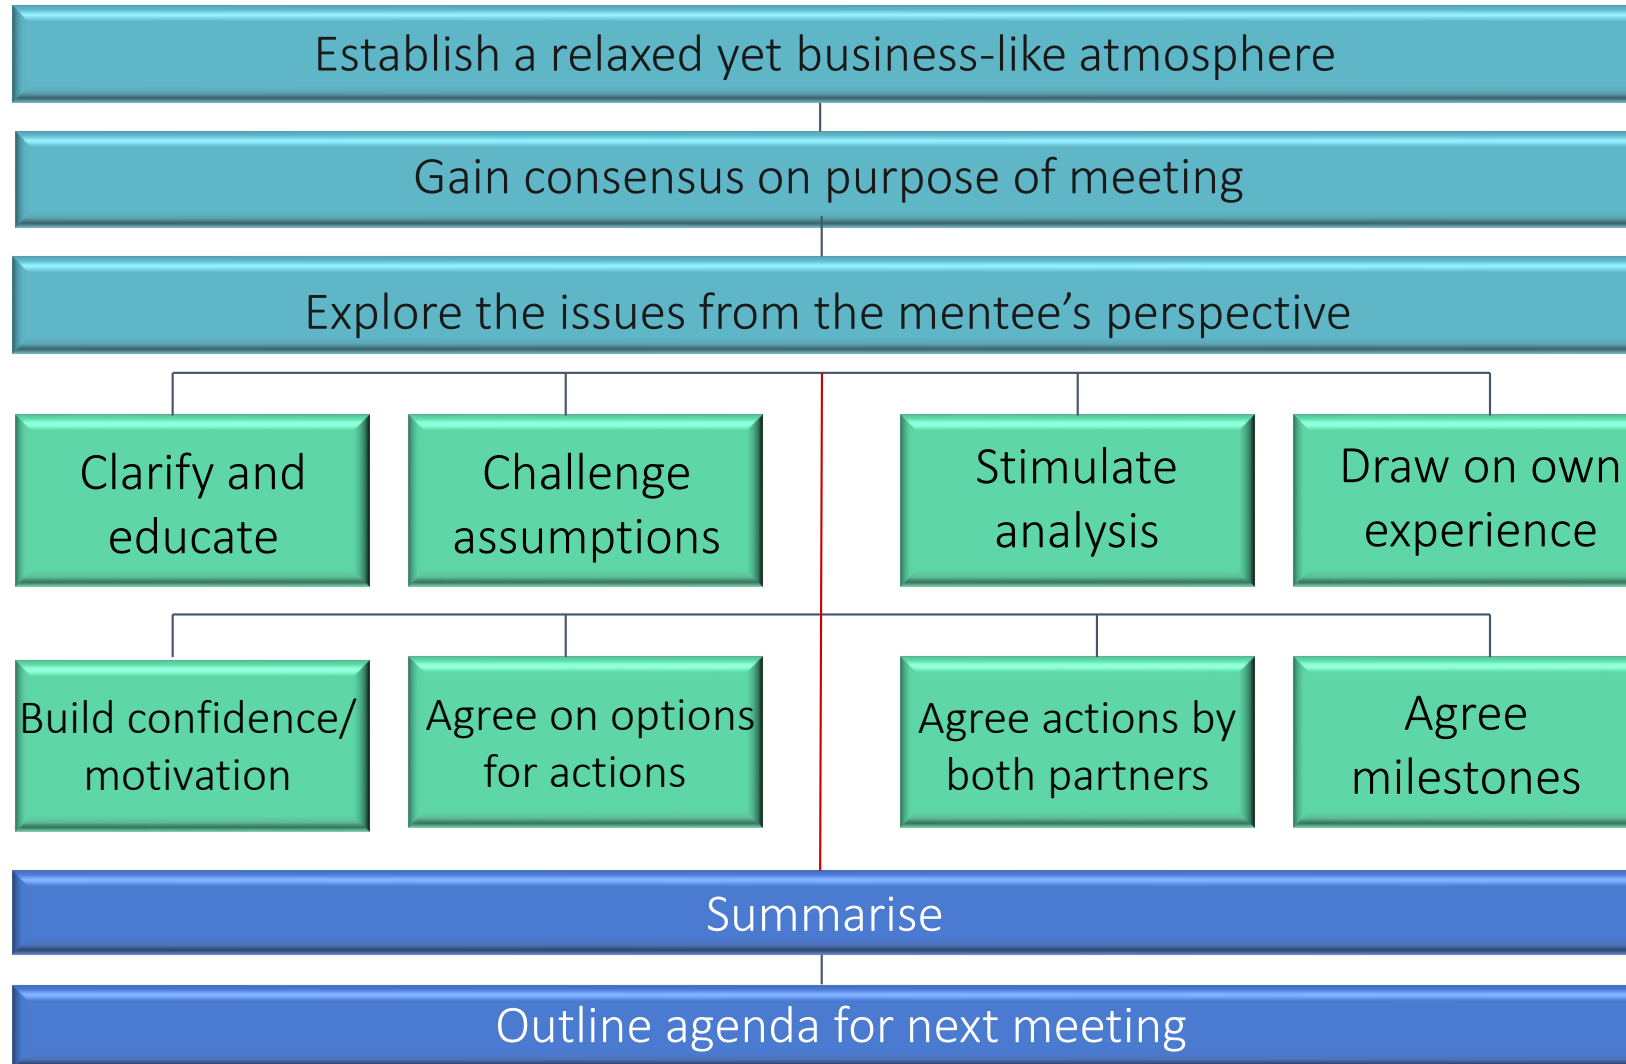 Establish a relaxed yet business-like atmosphere
Gain consensus on purpose of meeting
Explore the issues from the mentee’s perspective
Clarify and
educate
Challenge
assumptions
Stimulate
analysis
Draw on own
experience
Build confidence/
motivation
Agree on options
for actions
Agree actions by
both partners
Agree
milestones
Summarise
Outline agenda for next meeting